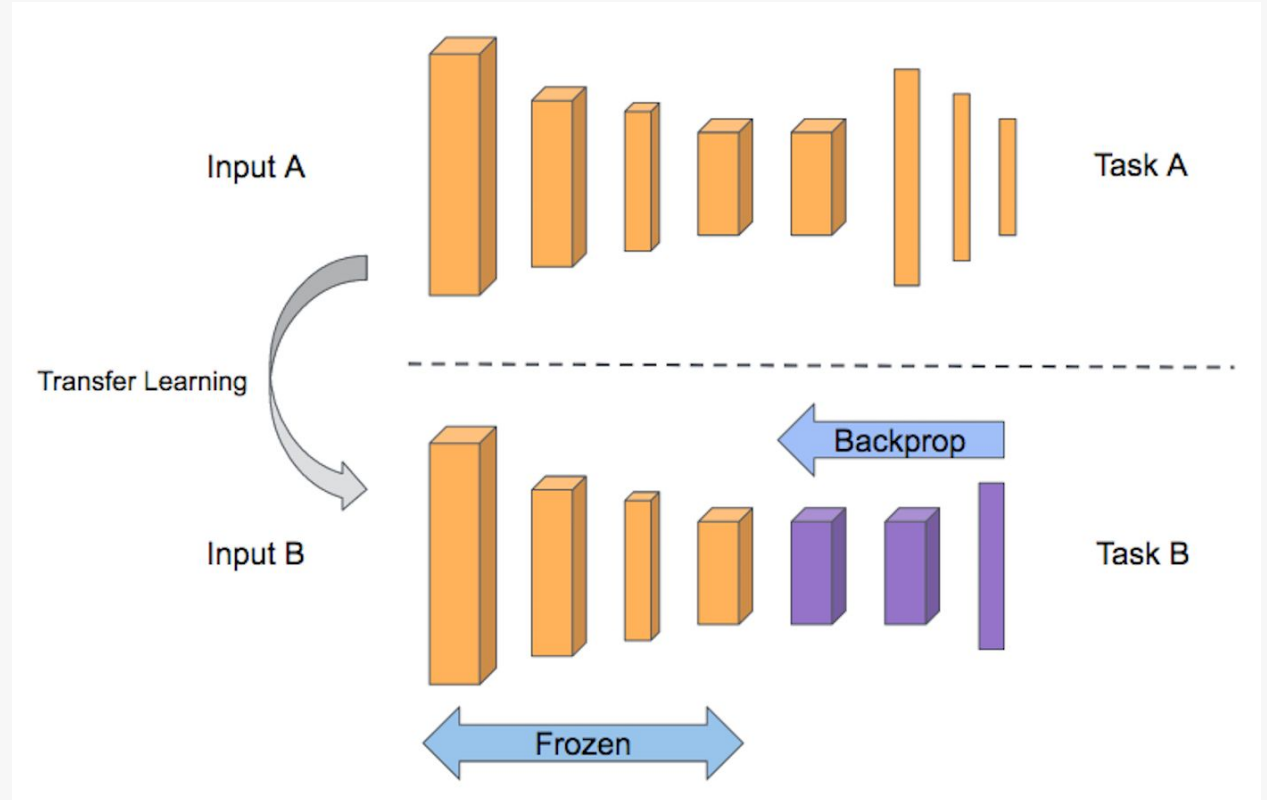 Input A
Task A
Transfer Learning
Backprop
Input B
Task B
Frozen